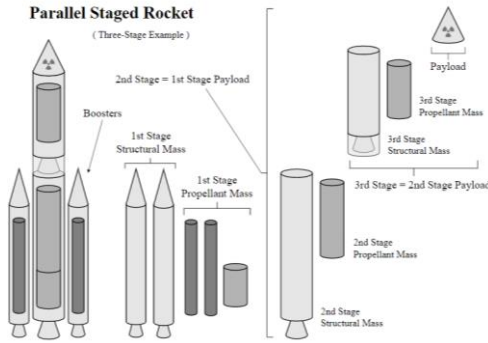 Parallel Staged Rocket
( Three-Stage Example )
2nd Stage = 1st Stage Payload
Boosters
1st Stage
Structural Mass
1st Stage
Propellant Mass
Payload
3rd Stage
Propellant Mass
3rd Stage
Structural Mass
3rd Stage = 2nd Stage Payload
2nd Stage
Propellant Mass
2nd Stage
Structural Mass